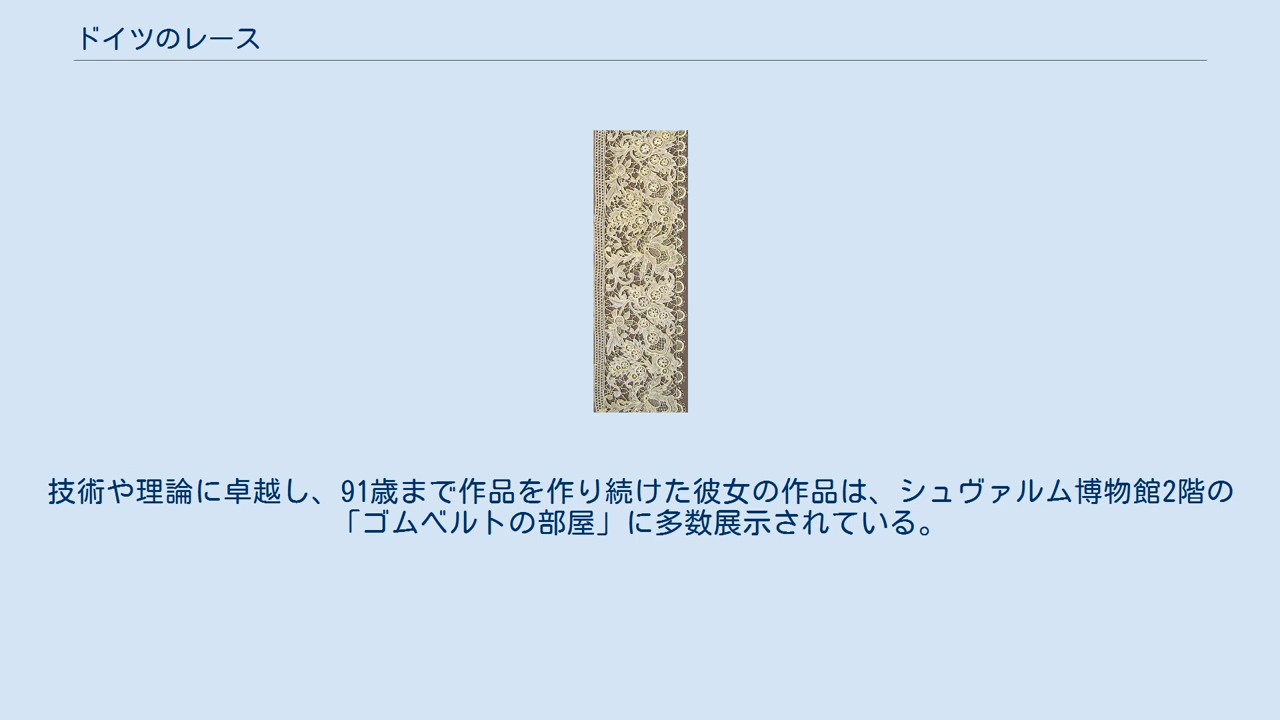 ドイツのレース
技術や理論に卓越し、91歳まで作品を作り続けた彼女の作品は、シュヴァルム博物館2階の
「ゴムベルトの部屋」に多数展示されている。